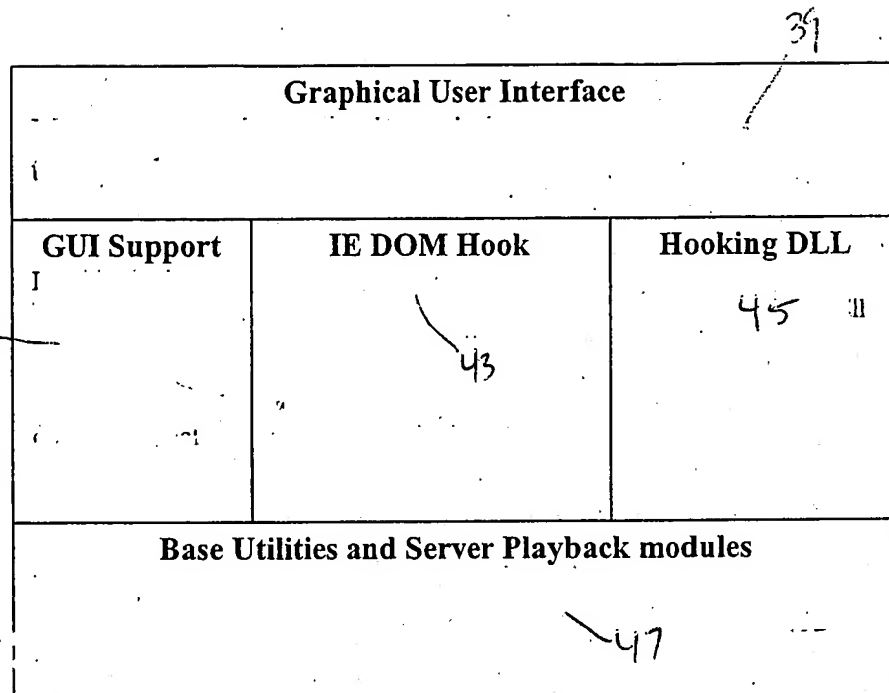 39
Graphical User Interface
GUI Support IE DOM Hook Hooking DLL
45
43
Base Utilities and Server Playback modules
47